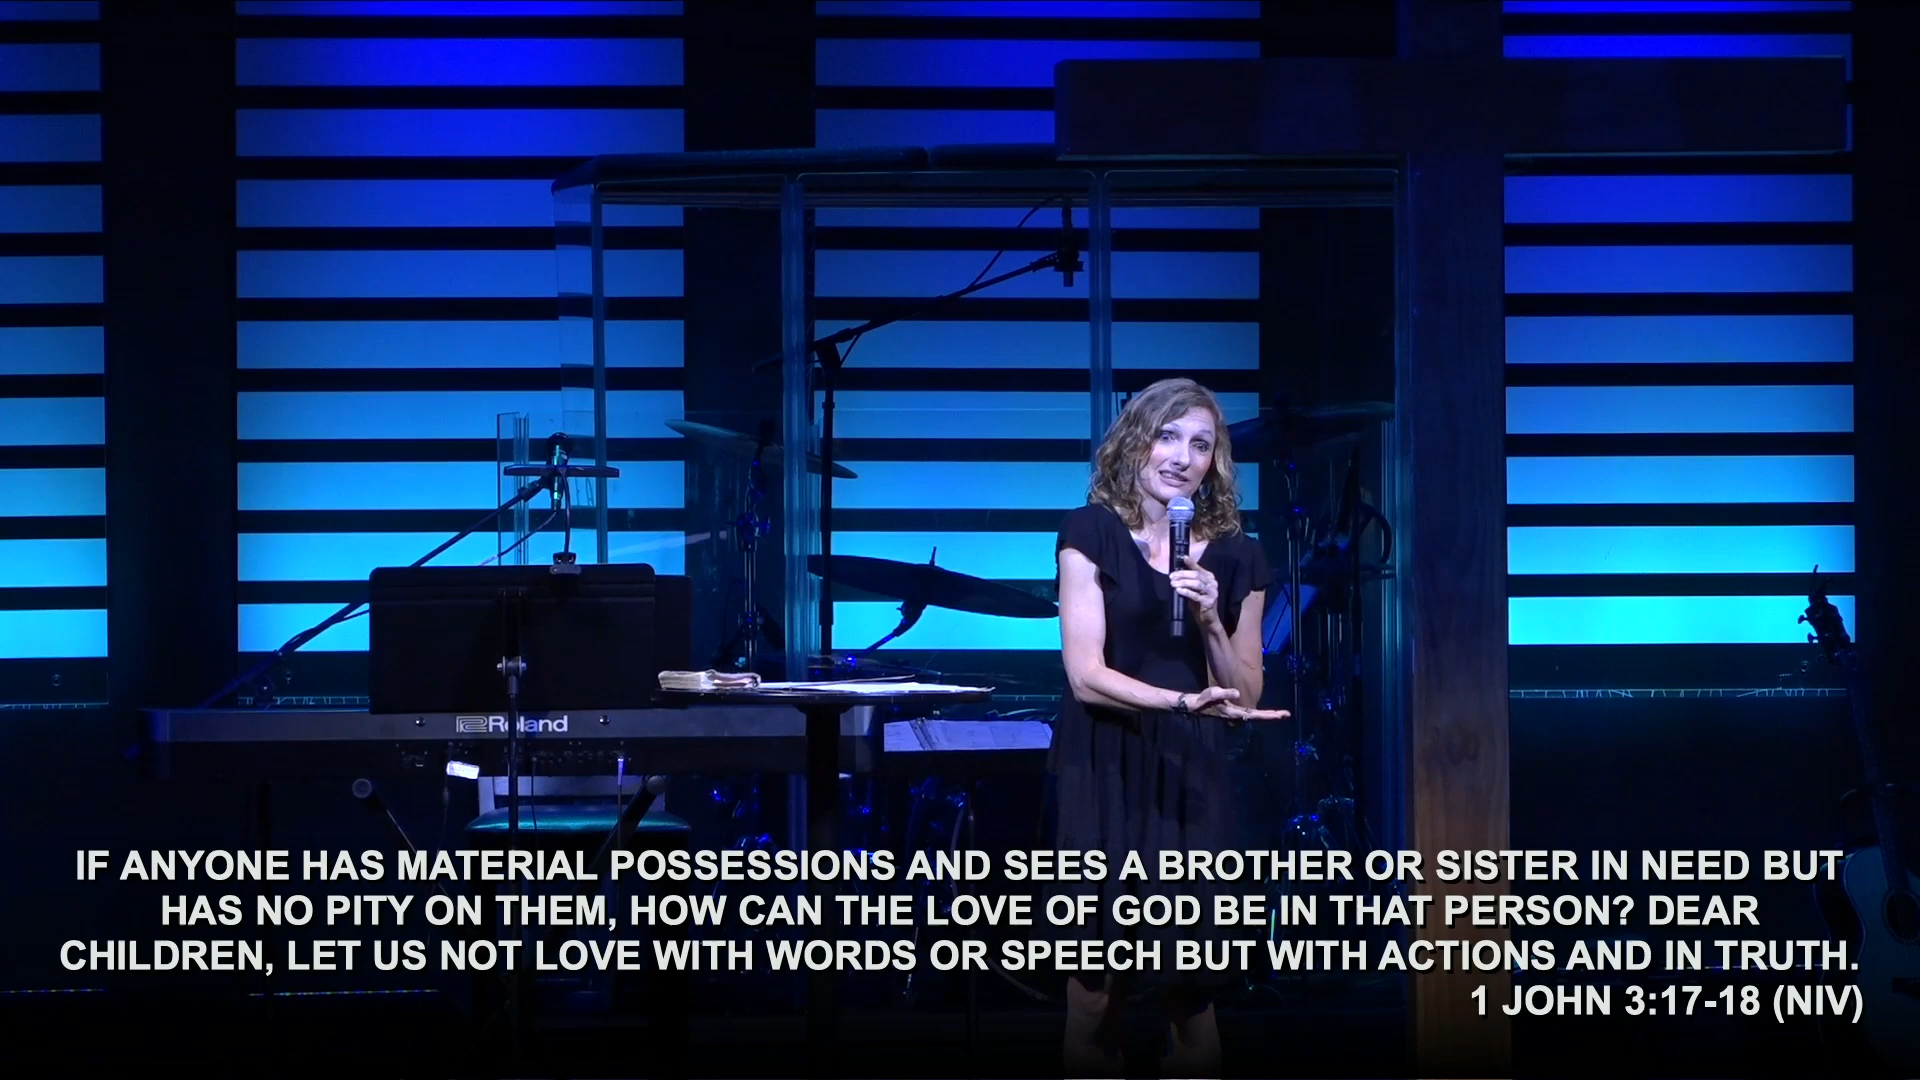 Roland
IF ANYONE HAS MATERIAL POSSESSIONS AND SEES A BROTHER OR SISTER IN NEED BUT
HAS NO PITY ON THEM, HOW CAN THE LOVE OF GOD BE IN THAT PERSON? DEAR
CHILDREN, LET US NOT LOVE WITH WORDS OR SPEECH BUT WITH ACTIONS AND IN TRUTH.
1 JOHN 3:17-18 (NIV)